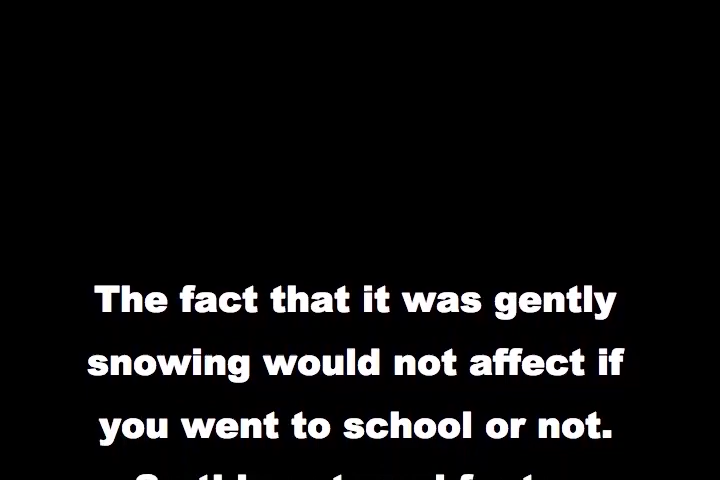 The fact that it was gently
snowing would not affect if
you went to school or not.